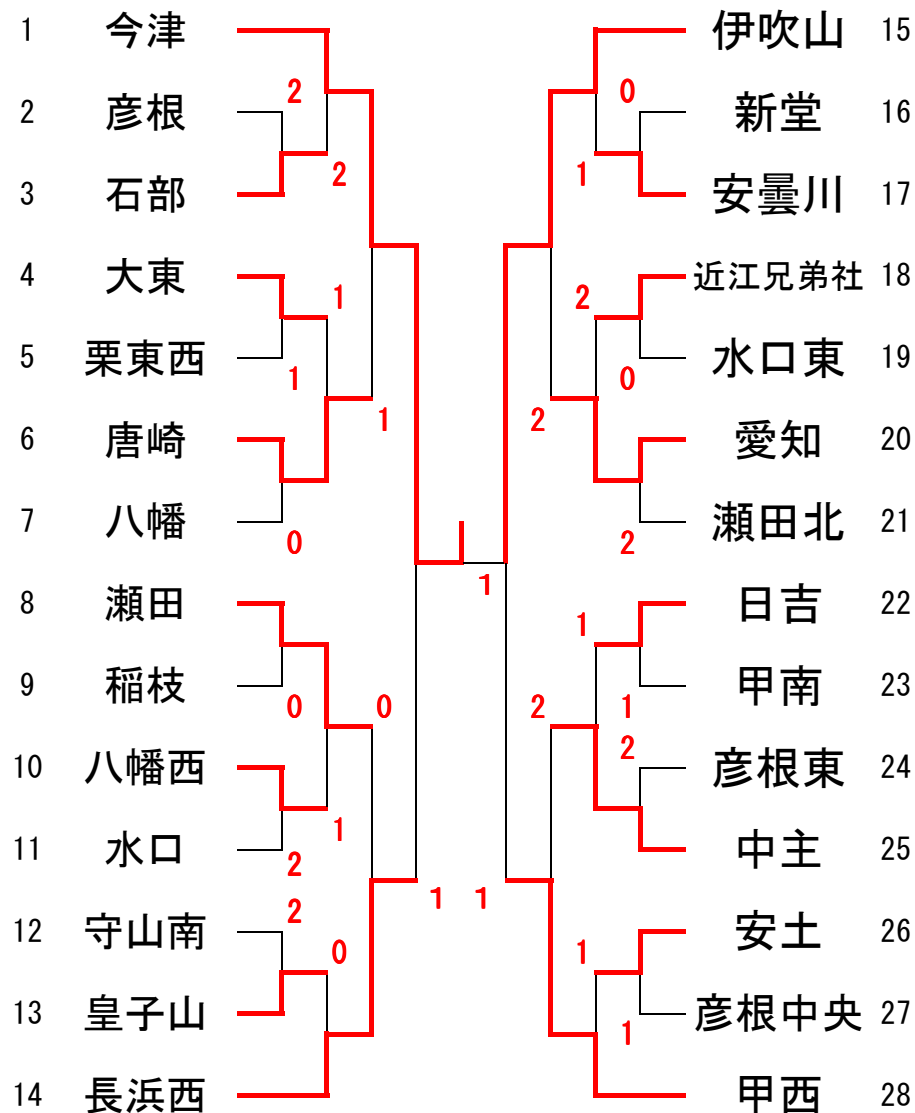 1 今津
2
2 彦根
2
3 石部
4 大東
1
5 栗東西
1
6 唐崎
1
7 八幡
0
8 瀬田
9 稲枝
0 0
10 八幡西
1
11 水口
2
12 守山南
2
0
13 皇子山
14 長浜西
1
1 1
伊吹山 15
0
新堂 16
1
安曇川 17
近江兄弟社 18
2
水口東 19
0
愛知 20
2
瀬田北 21
2
日吉 22
1
甲南 23
2 1
2
彦根東 24
中主 25
安土 26
1
彦根中央 27
1
甲西 28